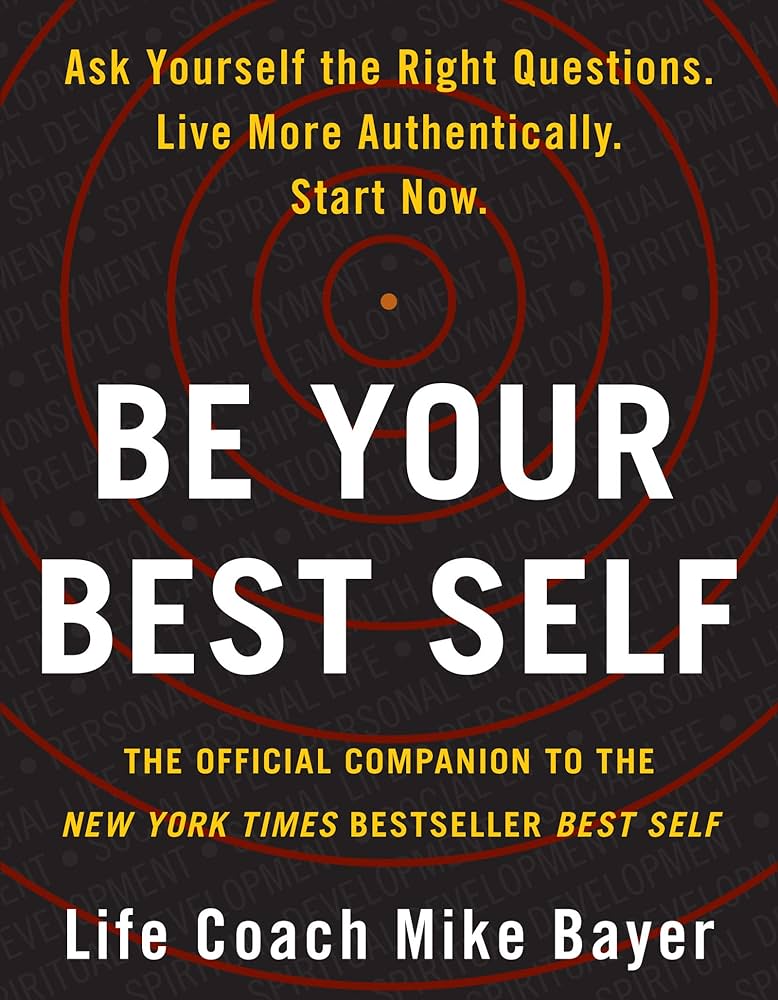 Ask Yourself the Right Questions.
Live More Authentically.
Start Now.
BE YOUR
BEST SELF
THE OFFICIAL COMPANION TO THE
NEW YORK TIMES BESTSELLER BEST SELF
Life Coach Mike Bayer